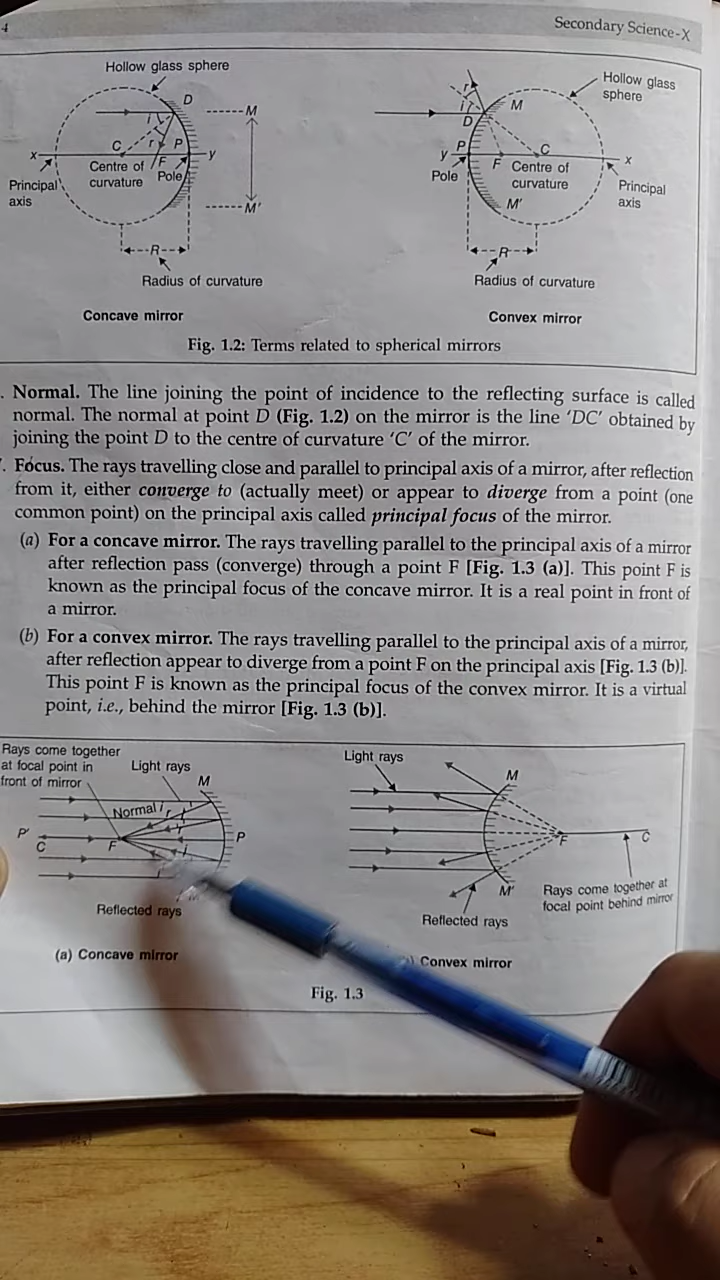 4
Secondary Science-X
Hollow glass sphere
D
M
i
C
r
P
x
F
y
Centre of
curvature
Pole
Principal
axis
M'
R
Radius of curvature
Concave mirror
Hollow glass
sphere
r
i
M
D
P
C
y
F
x
Pole
Centre of
curvature
Principal
axis
M'
R
Radius of curvature
Convex mirror
Fig. 1.2: Terms related to spherical mirrors
. Normal. The line joining the point of incidence to the reflecting surface is called
normal. The normal at point D (Fig. 1.2) on the mirror is the line 'DC' obtained by
joining the point D to the centre of curvature 'C' of the mirror.
. Focus. The rays travelling close and parallel to principal axis of a mirror, after reflection
from it, either converge to (actually meet) or appear to diverge from a point (one
common point) on the principal axis called principal focus of the mirror.
(a) For a concave mirror. The rays travelling parallel to the principal axis of a mirror
after reflection pass (converge) through a point F [Fig. 1.3 (a)]. This point F is
known as the principal focus of the concave mirror. It is a real point in front of
a mirror.
(b) For a convex mirror. The rays travelling parallel to the principal axis of a mirror,
after reflection appear to diverge from a point F on the principal axis [Fig. 1.3 (b)].
This point F is known as the principal focus of the convex mirror. It is a virtual
point, i.e., behind the mirror [Fig. 1.3 (b)].
Rays come together
at focal point in
front of mirror
Light rays
M
Normal
i
r
P'
C
F
P
Reflected rays
(a) Concave mirror
Light rays
M
F
C
M'
Rays come together at
focal point behind mirror
Reflected rays
Convex mirror
Fig. 1.3